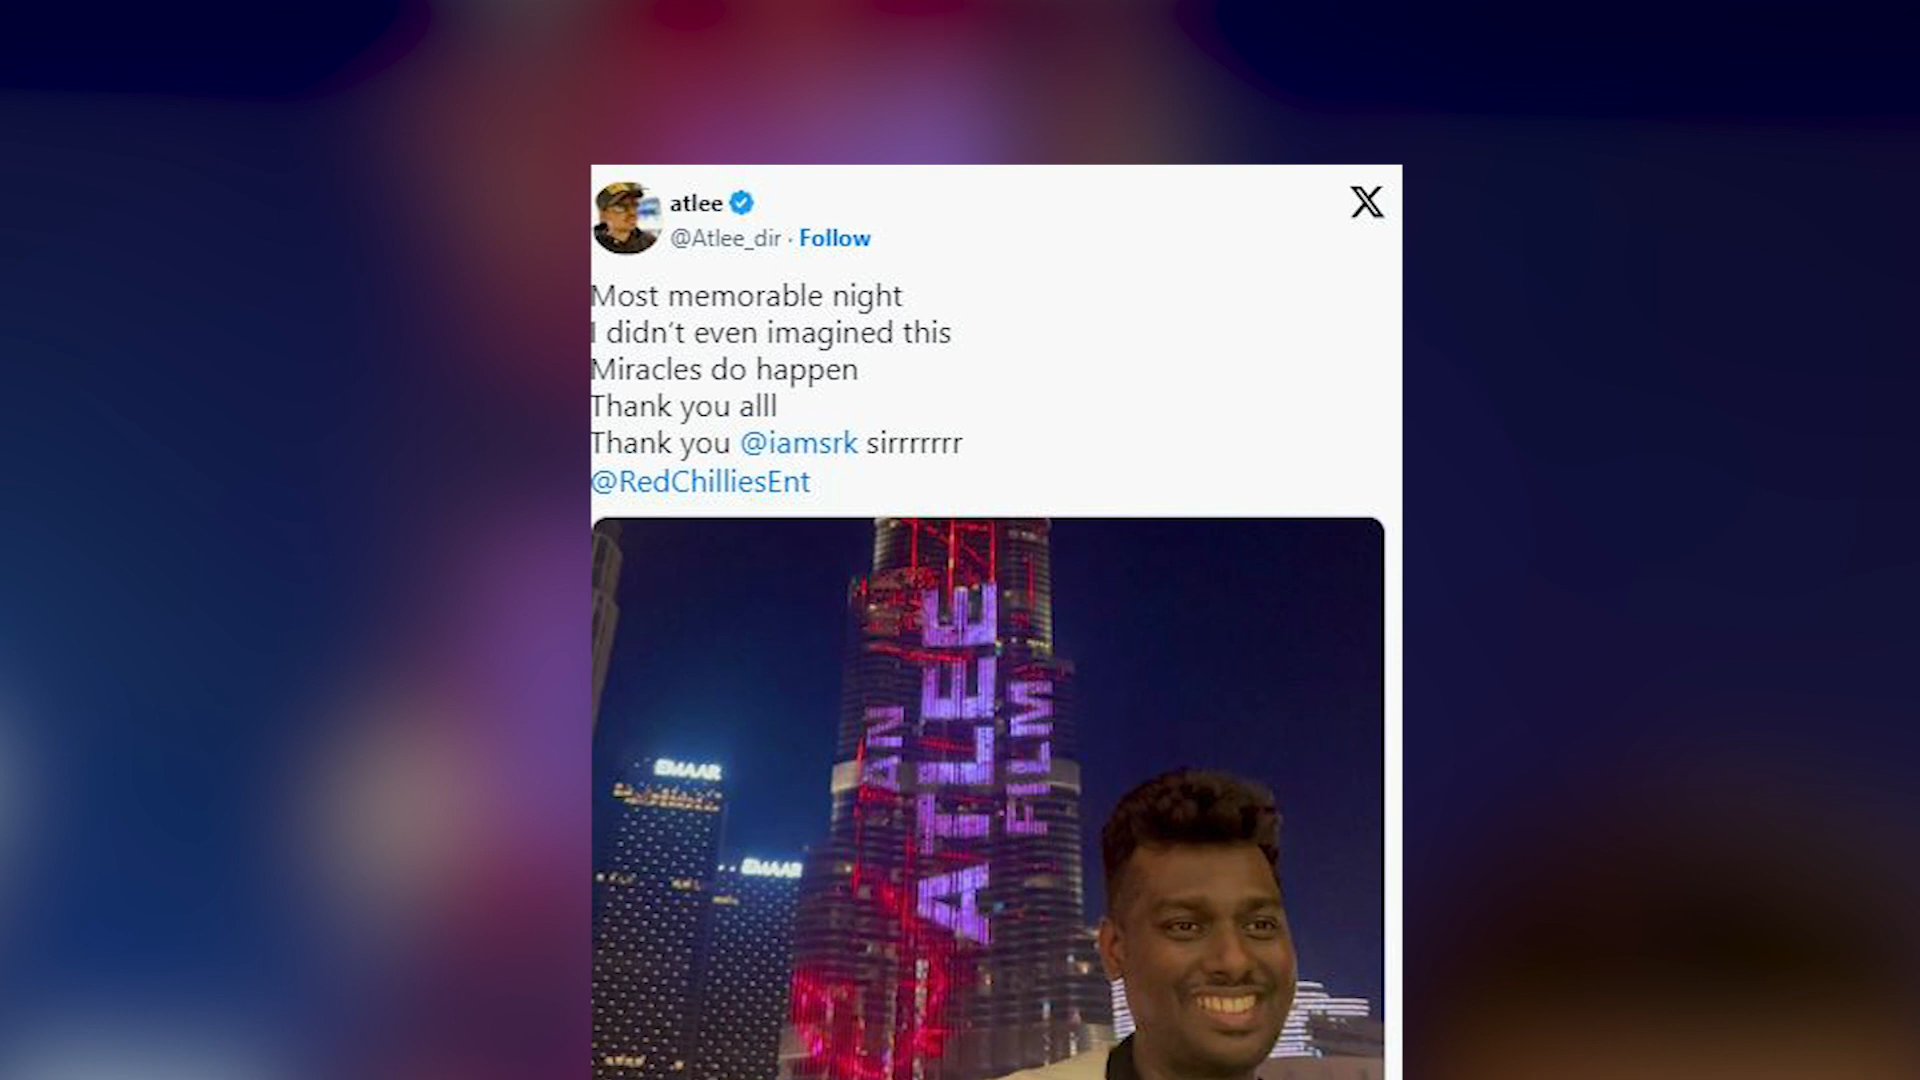 atlee
@Atlee_dir · Follow
X
Most memorable night
I didn't even imagined this
Miracles do happen
Thank you alll
Thank you @iamsrk sirrrrrrr
@RedChilliesEnt
AN
ATLEE
FILM
EMAAR
EMAAR